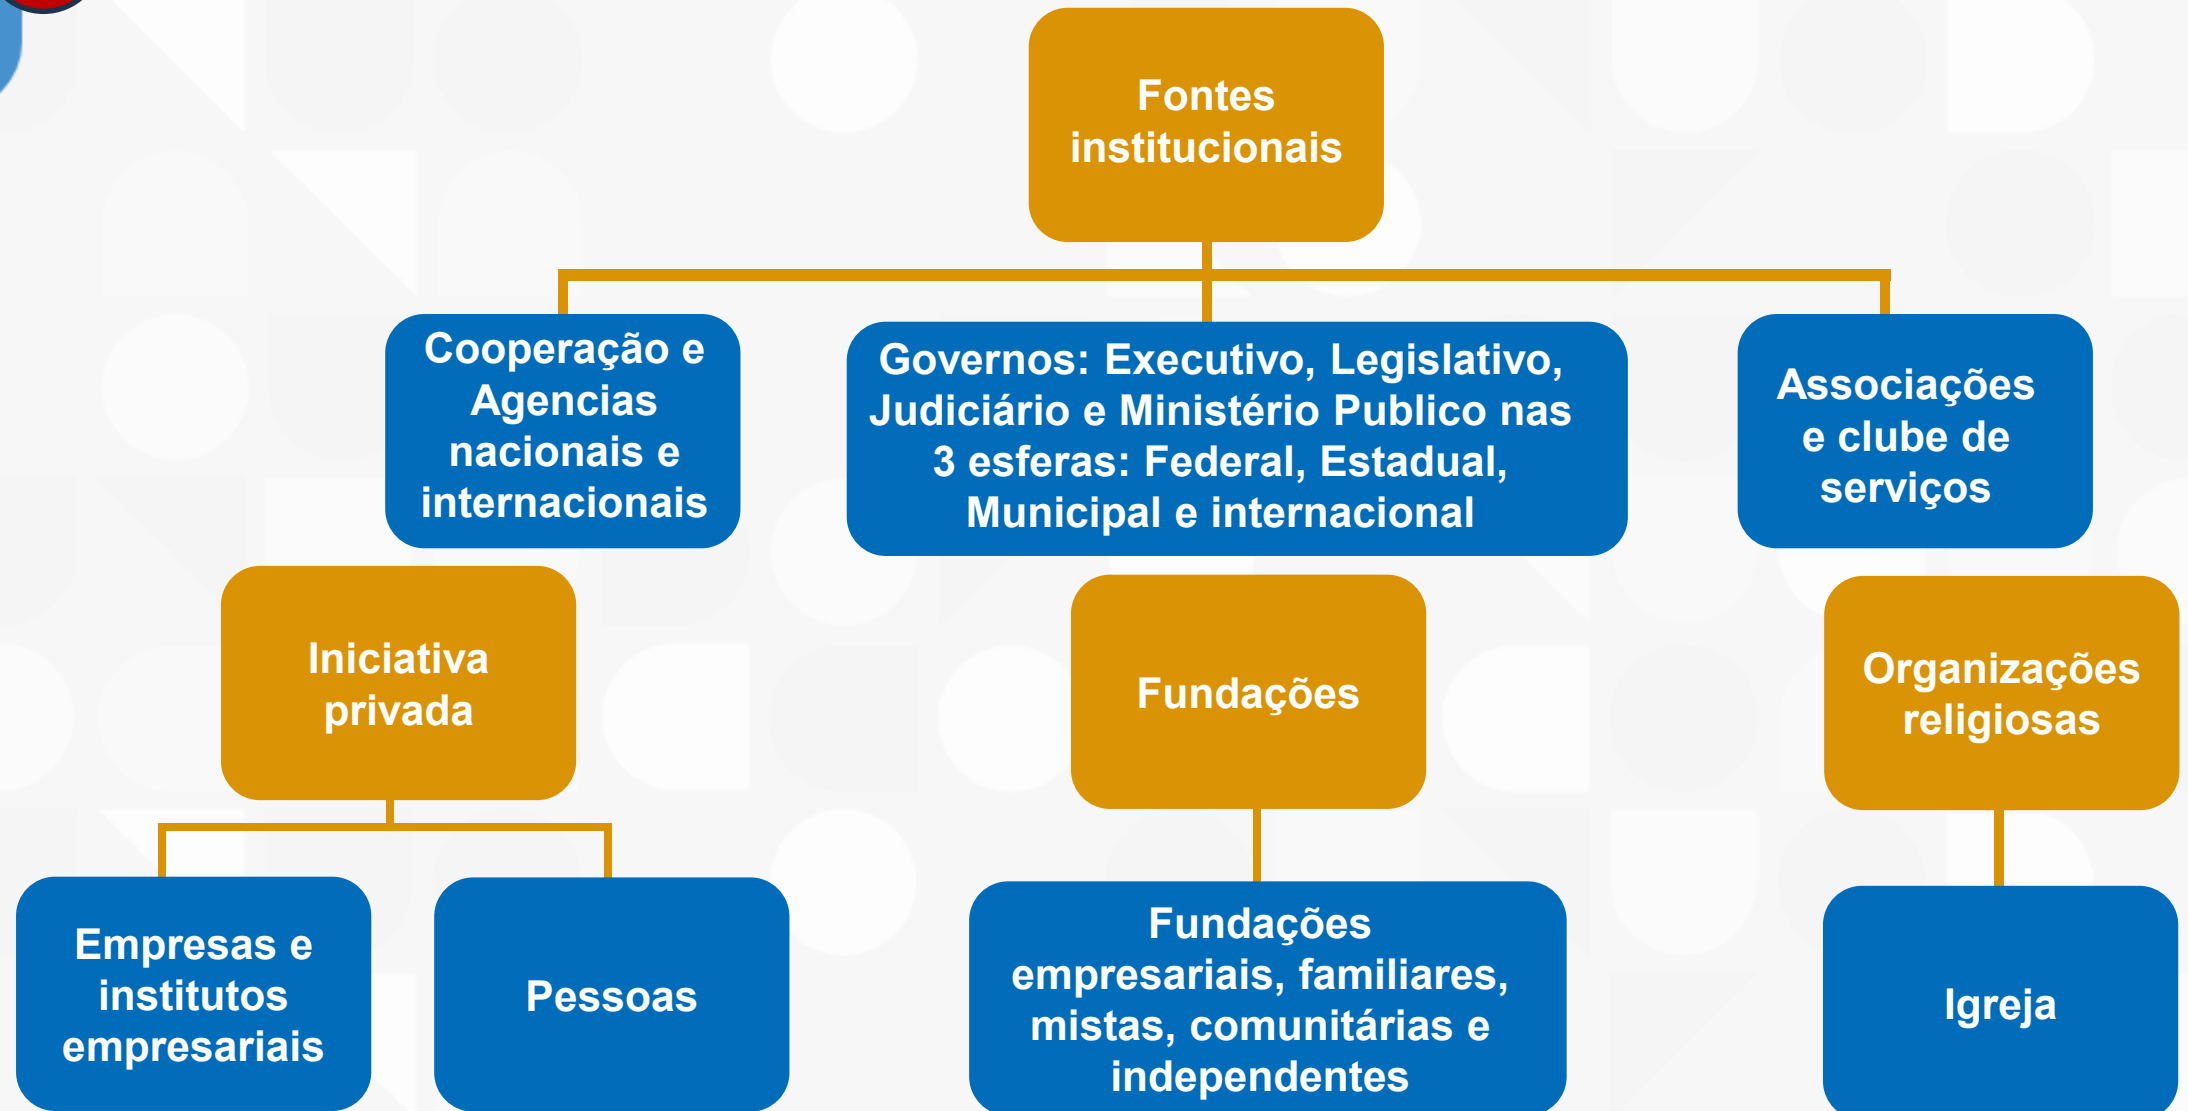 Fontes
institucionais
Cooperação e
Agencias
nacionais e
internacionais
Governos: Executivo, Legislativo,
Judiciário e Ministério Publico nas
3 esferas: Federal, Estadual,
Municipal e internacional
Associações
e clube de
serviços
Iniciativa
privada
Fundações
Organizações
religiosas
Empresas e
institutos
empresariais
Pessoas
Fundações
empresariais, familiares,
mistas, comunitárias e
independentes
Igreja